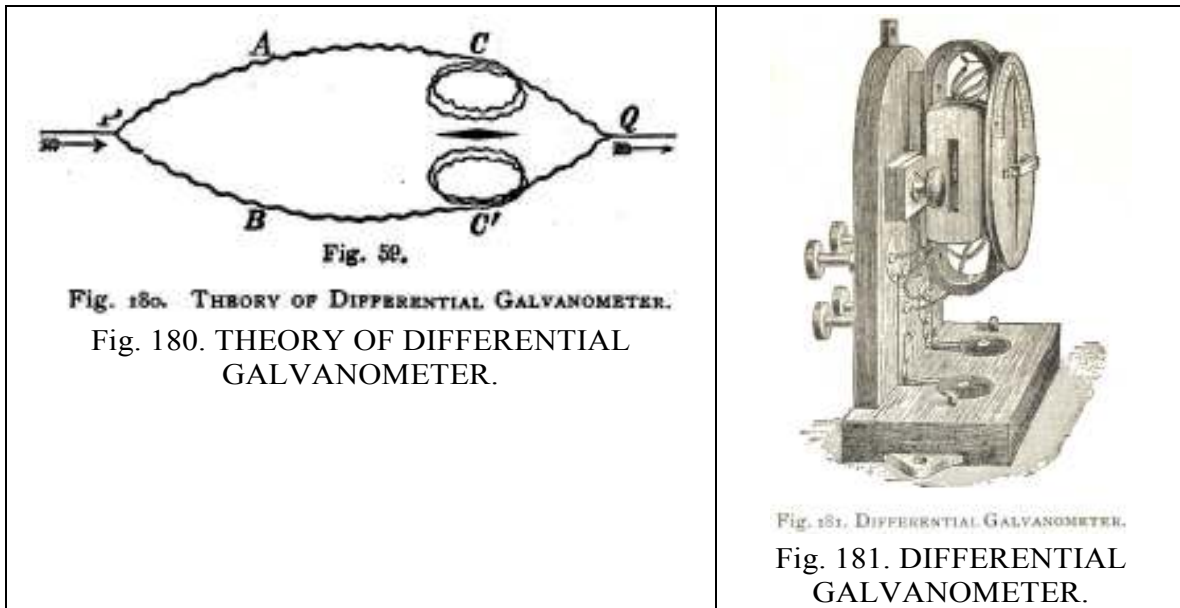 A
C
Q
B
C'
Fig. 59.
Fig. 180. THEORY OF DIFFERENTIAL GALVANOMETER.
Fig. 180. THEORY OF DIFFERENTIAL
GALVANOMETER.
Fig. 181. DIFFERENTIAL GALVANOMETER.
Fig. 181. DIFFERENTIAL
GALVANOMETER.